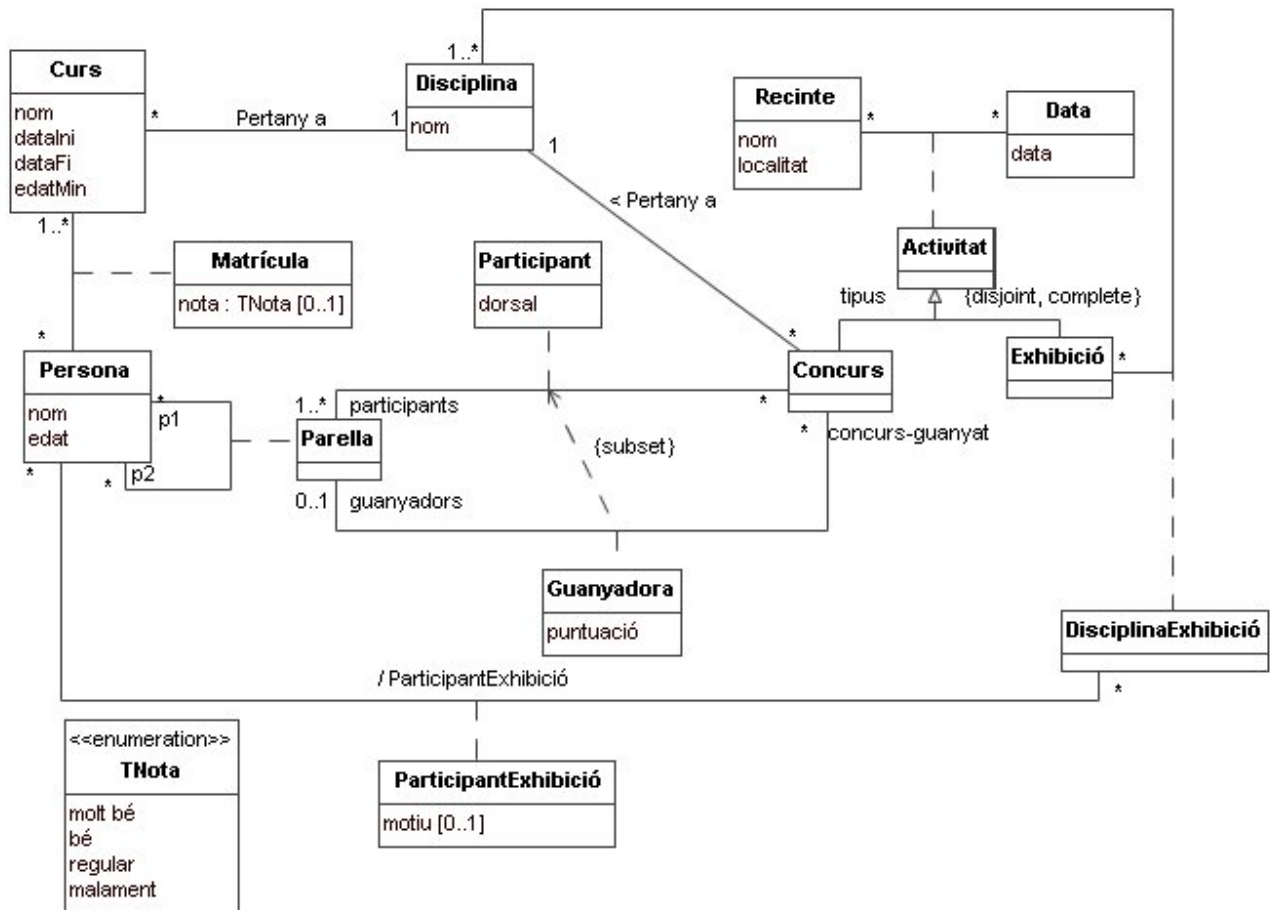 1..*
Curs
nom
dataIni
dataFi
edatMin
*
Pertany a
1
Disciplina
nom
1
Recinte
nom
localitat
*
*
Data
data
< Pertany a
1..*
Matrícula
nota : TNota [0..1]
Participant
dorsal
Activitat
tipus
{disjoint, complete}
*
*
Persona
nom
edat
*
p1
p2
*
*
1..*
participants
Parella
0..1
guanyadors
*
Concurs
*
concurs-guanyat
Exhibició
*
{subset}
Guanyadora
puntuació
DisciplinaExhibició
*
/ ParticipantExhibició
<<enumeration>>
TNota
molt bé
bé
regular
malament
ParticipantExhibició
motiu [0..1]